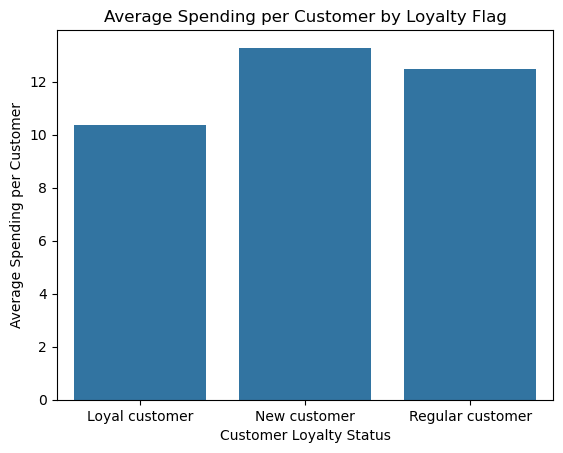 Average Spending per Customer by Loyalty Flag
Average Spending per Customer
12
10
8
6
4
2
0
Loyal customer
New customer
Regular customer
Customer Loyalty Status